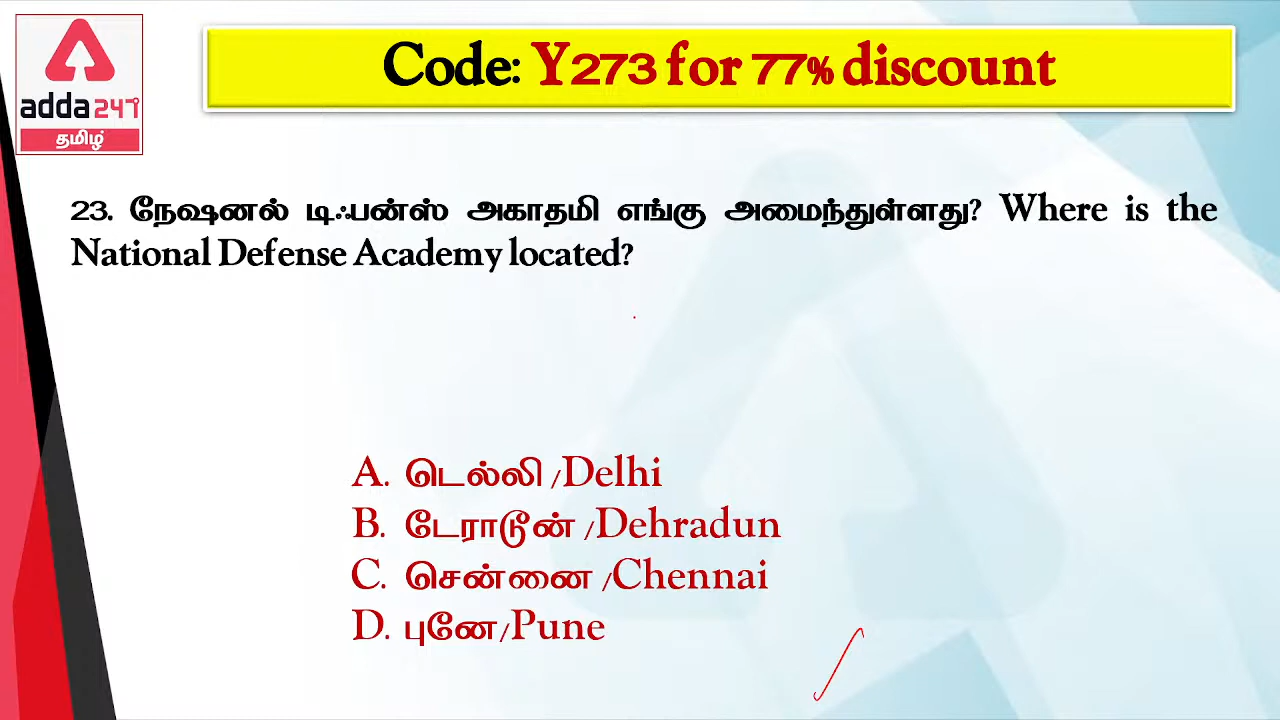 Code: Y273 for 77% discount
adda247
தமிழ்
23. நேஷனல் டிஃபன்ஸ் அகாதமி எங்கு அமைந்துள்ளது? Where is the
National Defense Academy located?
A. டெல்லி /Delhi
B. டேராடூன் /Dehradun
C. சென்னை /Chennai
D. புனே/Pune